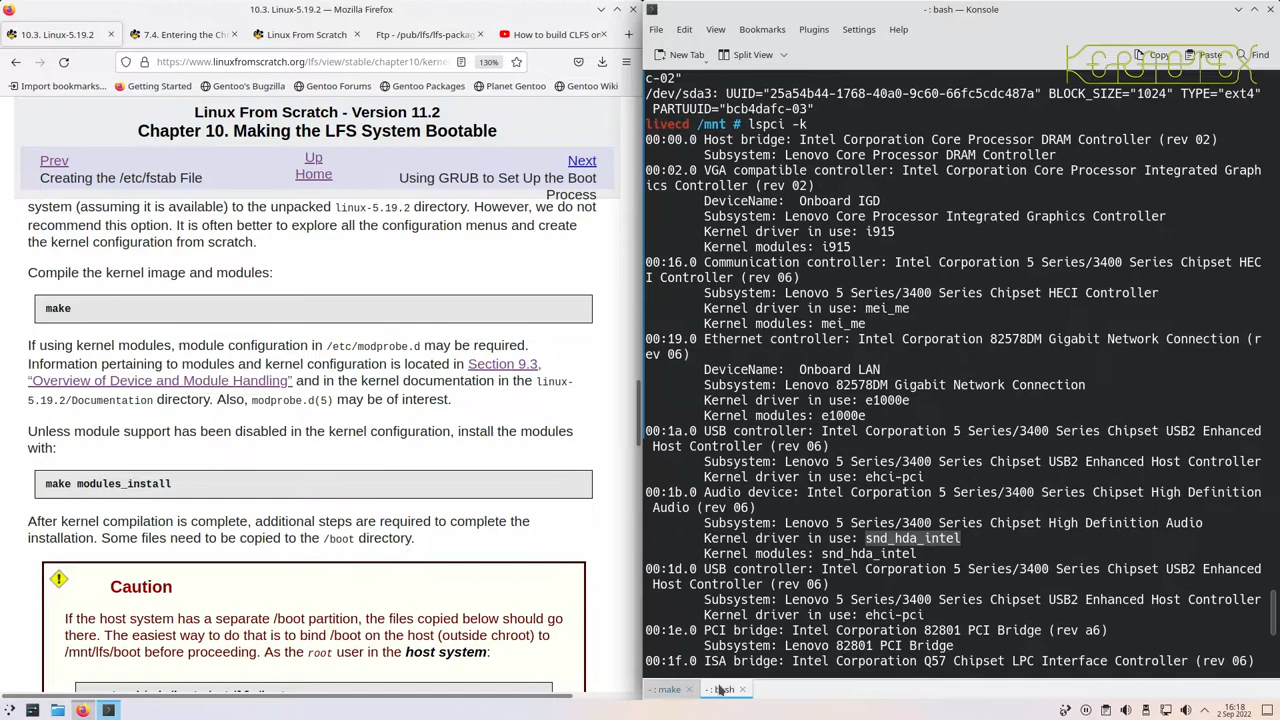 10.3. Linux-5.19.2 — Mozilla Firefox
10.3. Linux-5.19.2
7.4. Entering the Ch
Linux From Scratch
Ftp - /pub/lfs/lfs-packag
How to build CLFS on
https://www.linuxfromscratch.org/lfs/view/stable/chapter10/kerne
130%
Import bookmarks...
Getting Started
Gentoo's Bugzilla
Gentoo Forums
Gentoo Packages
Planet Gentoo
Gentoo Wiki
Linux From Scratch - Version 11.2
Chapter 10. Making the LFS System Bootable
Prev
Up
Next
Creating the /etc/fstab File
Home
Using GRUB to Set Up the Boot
Process
system (assuming it is available) to the unpacked linux-5.19.2 directory. However, we do not
recommend this option. It is often better to explore all the configuration menus and create
the kernel configuration from scratch.
Compile the kernel image and modules:
make
If using kernel modules, module configuration in /etc/modprobe.d may be required.
Information pertaining to modules and kernel configuration is located in Section 9.3,
“Overview of Device and Module Handling” and in the kernel documentation in the linux-
5.19.2/Documentation directory. Also, modprobe.d(5) may be of interest.
Unless module support has been disabled in the kernel configuration, install the modules
with:
make modules_install
After kernel compilation is complete, additional steps are required to complete the
installation. Some files need to be copied to the /boot directory.
Caution
If the host system has a separate /boot partition, the files copied below should go
there. The easiest way to do that is to bind /boot on the host (outside chroot) to
/mnt/lfs/boot before proceeding. As the root user in the host system:
- : bash — Konsole
File
Edit
View
Bookmarks
Plugins
Settings
Help
New Tab
Split View
Copy
Paste
Find
KERNOTEX
c-02"
/dev/sda3: UUID="25a54b44-1768-40a0-9c60-66fc5cdc487a" BLOCK_SIZE="1024" TYPE="ext4"
PARTUUID="bcb4dafc-03"
livecd /mnt # lspci -k
00:00.0 Host bridge: Intel Corporation Core Processor DRAM Controller (rev 02)
Subsystem: Lenovo Core Processor DRAM Controller
00:02.0 VGA compatible controller: Intel Corporation Core Processor Integrated Graph
ics Controller (rev 02)
DeviceName:  Onboard IGD
Subsystem: Lenovo Core Processor Integrated Graphics Controller
Kernel driver in use: i915
Kernel modules: i915
00:16.0 Communication controller: Intel Corporation 5 Series/3400 Series Chipset HEC
I Controller (rev 06)
Subsystem: Lenovo 5 Series/3400 Series Chipset HECI Controller
Kernel driver in use: mei_me
Kernel modules: mei_me
00:19.0 Ethernet controller: Intel Corporation 82578DM Gigabit Network Connection (r
ev 06)
DeviceName:  Onboard LAN
Subsystem: Lenovo 82578DM Gigabit Network Connection
Kernel driver in use: e1000e
Kernel modules: e1000e
00:1a.0 USB controller: Intel Corporation 5 Series/3400 Series Chipset USB2 Enhanced
Host Controller (rev 06)
Subsystem: Lenovo 5 Series/3400 Series Chipset USB2 Enhanced Host Controller
Kernel driver in use: ehci-pci
00:1b.0 Audio device: Intel Corporation 5 Series/3400 Series Chipset High Definition
Audio (rev 06)
Subsystem: Lenovo 5 Series/3400 Series Chipset High Definition Audio
Kernel driver in use: snd_hda_intel
Kernel modules: snd_hda_intel
00:1d.0 USB controller: Intel Corporation 5 Series/3400 Series Chipset USB2 Enhanced
Host Controller (rev 06)
Subsystem: Lenovo 5 Series/3400 Series Chipset USB2 Enhanced Host Controller
Kernel driver in use: ehci-pci
00:1e.0 PCI bridge: Intel Corporation 82801 PCI Bridge (rev a6)
Subsystem: Lenovo 82801 PCI Bridge
00:1f.0 ISA bridge: Intel Corporation Q57 Chipset LPC Interface Controller (rev 06)
- : make
- : bash
16:18
2 Sep 2022